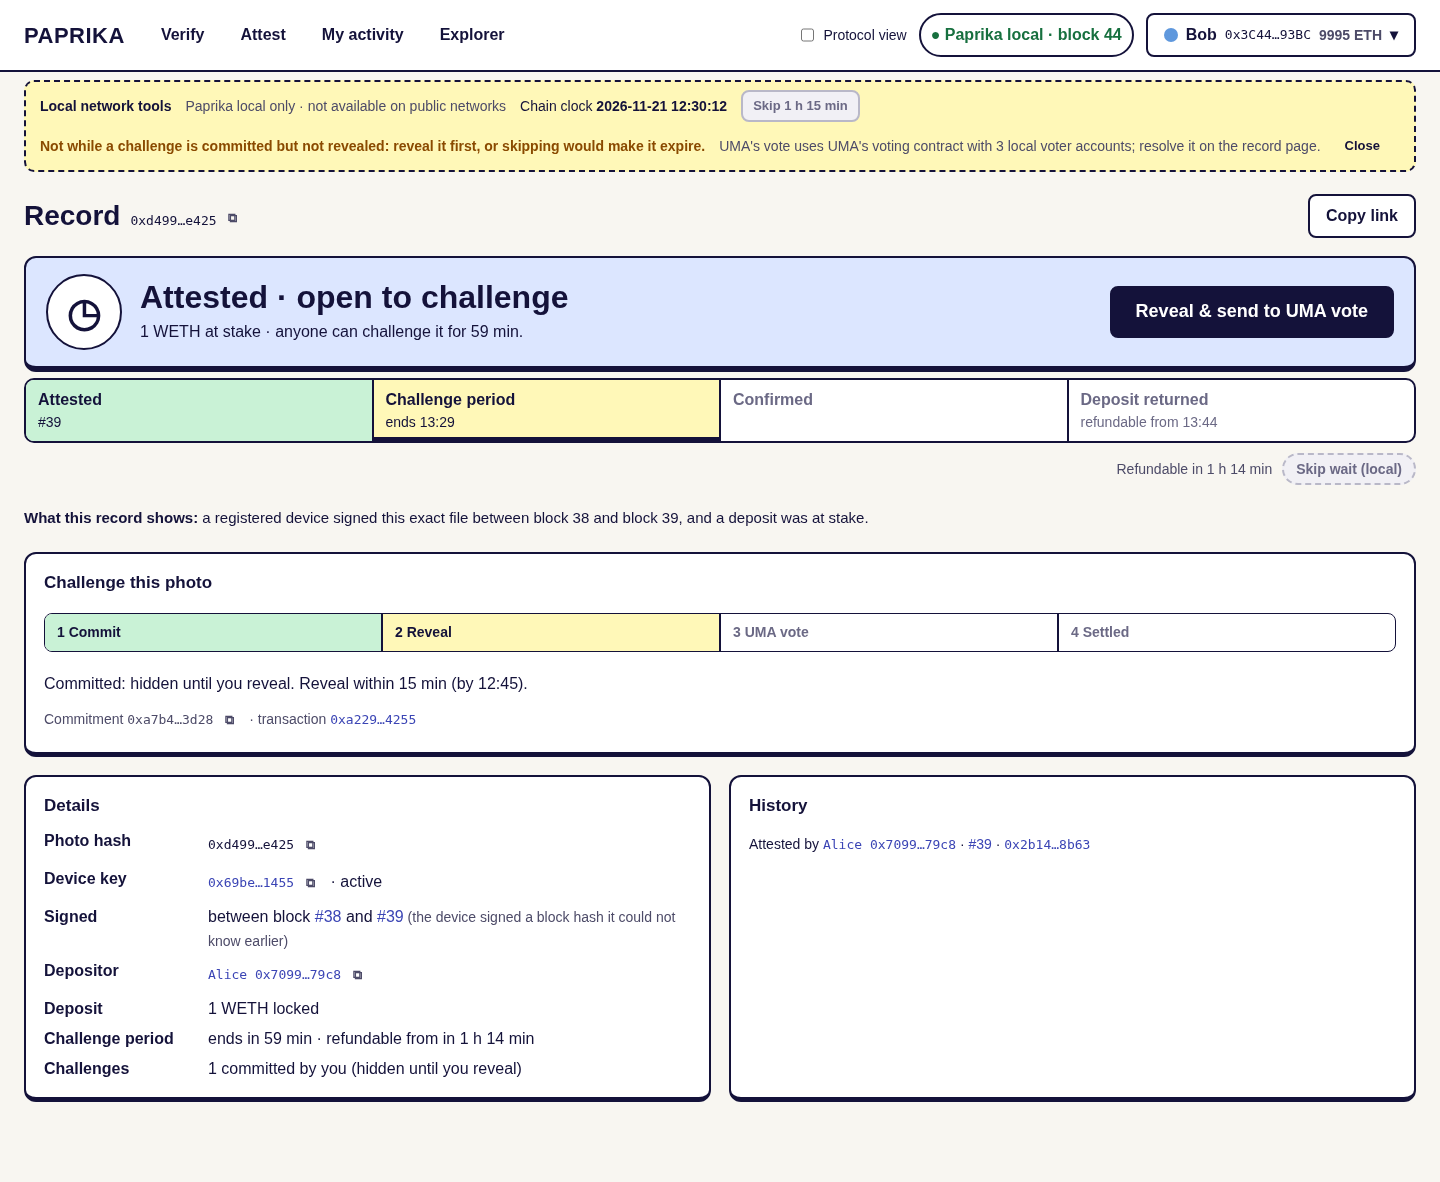 PAPRIKA Verify Attest My activity Explorer Protocol view ● Paprika local · block 44 Bob 0x3C44…93BC 9995 ETH ▼
Local network tools Paprika local only · not available on public networks Chain clock 2026-11-21 12:30:12 Skip 1 h 15 min
Not while a challenge is committed but not revealed: reveal it first, or skipping would make it expire. UMA's vote uses UMA's voting contract with 3 local voter accounts; resolve it on the record page. Close
Record 0xd499…e425 ⧉ Copy link
Attested · open to challenge
1 WETH at stake · anyone can challenge it for 59 min.
Reveal & send to UMA vote
Attested Challenge period Confirmed Deposit returned
#39 ends 13:29 refundable from 13:44
Refundable in 1 h 14 min Skip wait (local)
What this record shows: a registered device signed this exact file between block 38 and block 39, and a deposit was at stake.
Challenge this photo
1 Commit 2 Reveal 3 UMA vote 4 Settled
Committed: hidden until you reveal. Reveal within 15 min (by 12:45).
Commitment 0xa7b4…3d28 ⧉ · transaction 0xa229…4255
Details
Photo hash 0xd499…e425 ⧉
Device key 0x69be…1455 ⧉ · active
Signed between block #38 and #39 (the device signed a block hash it could not
know earlier)
Depositor Alice 0x7099…79c8 ⧉
Deposit 1 WETH locked
Challenge period ends in 59 min · refundable from in 1 h 14 min
Challenges 1 committed by you (hidden until you reveal)
History
Attested by Alice 0x7099…79c8 · #39 · 0x2b14…8b63